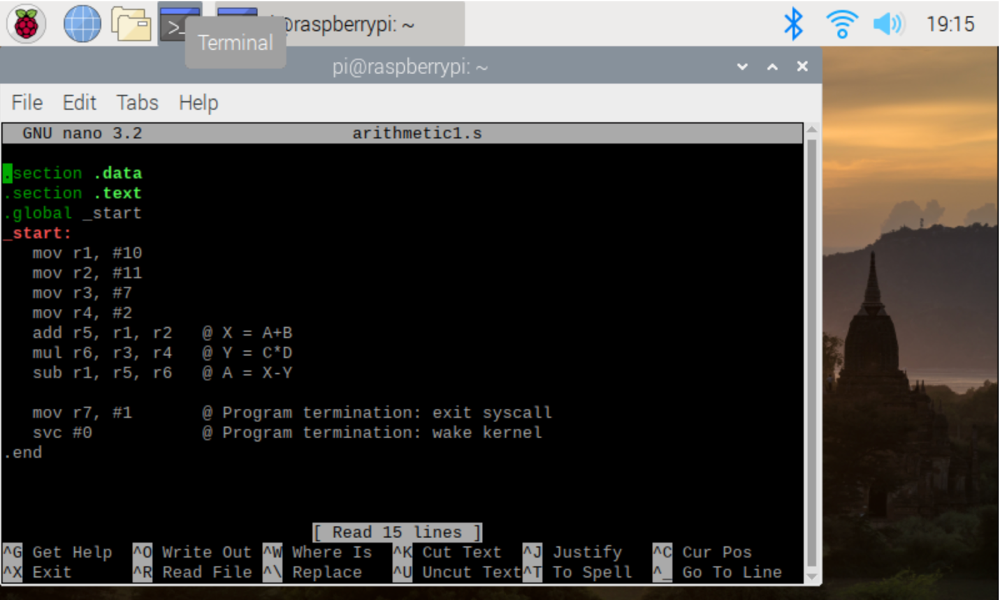 >_ @raspberrypi: ~ 19:15
Terminal
pi@raspberrypi: ~
File Edit Tabs Help
GNU nano 3.2 arithmetic1.s
.section .data
.section .text
.global _start
_start:
mov r1, #10
mov r2, #11
mov r3, #7
mov r4, #2
add r5, r1, r2 @ X = A+B
mul r6, r3, r4 @ Y = C*D
sub r1, r5, r6 @ A = X-Y
mov r7, #1 @ Program termination: exit syscall
svc #0 @ Program termination: wake kernel
.end
[ Read 15 lines ]
^G Get Help ^O Write Out ^W Where Is ^K Cut Text ^J Justify ^C Cur Pos
^X Exit ^R Read File ^\ Replace ^U Uncut Text ^T To Spell ^_ Go To Line